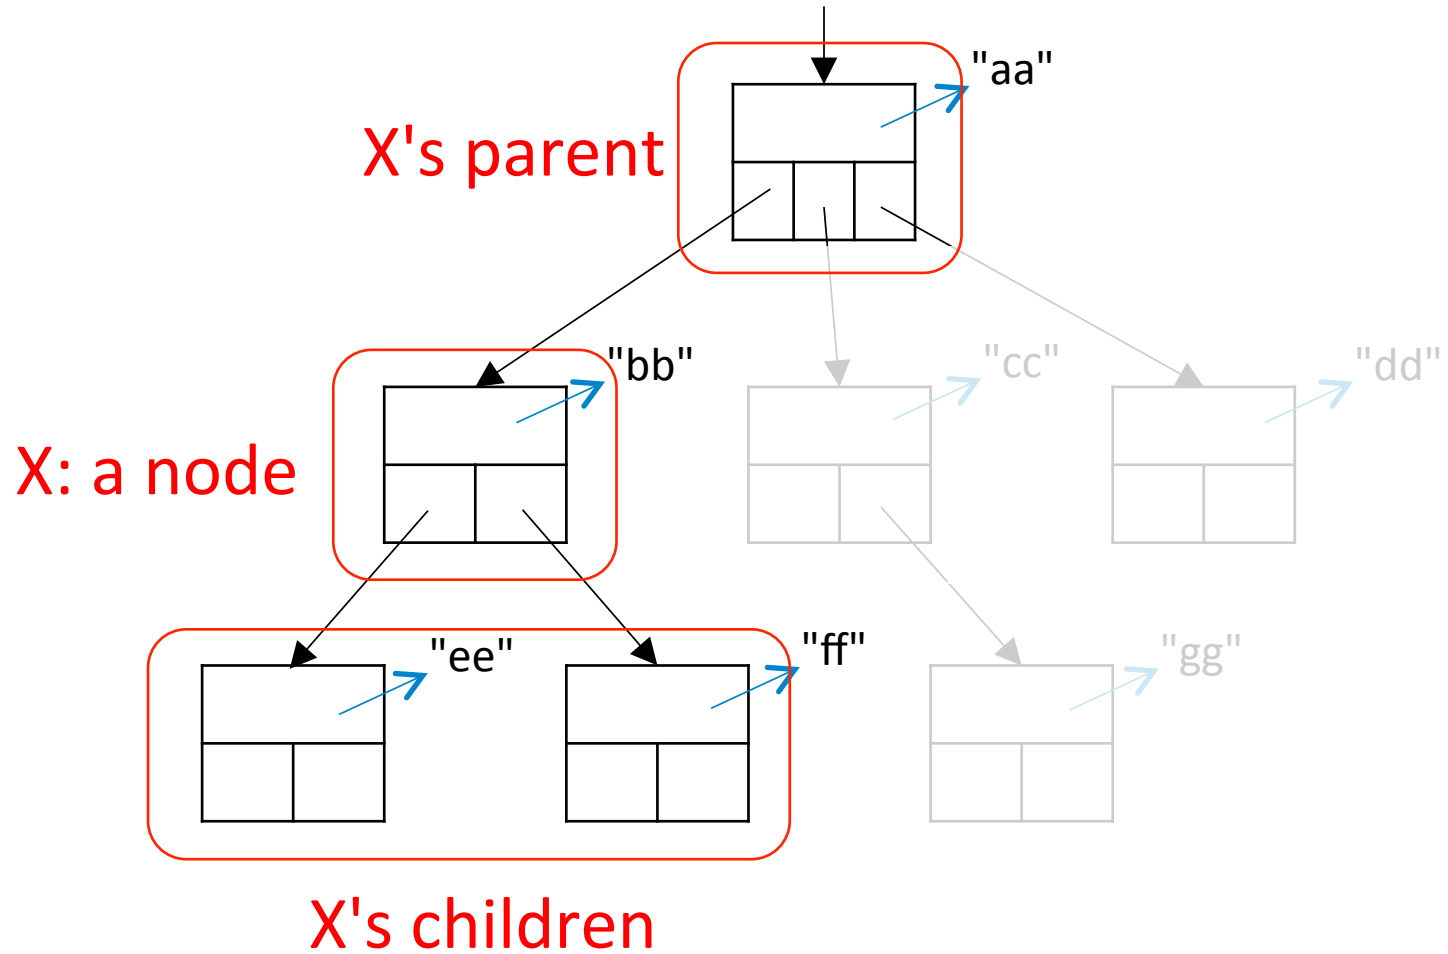 "aa"
X's parent
"bb"
"cc"
"dd"
X: a node
"ee"
"ff"
"gg"
X's children